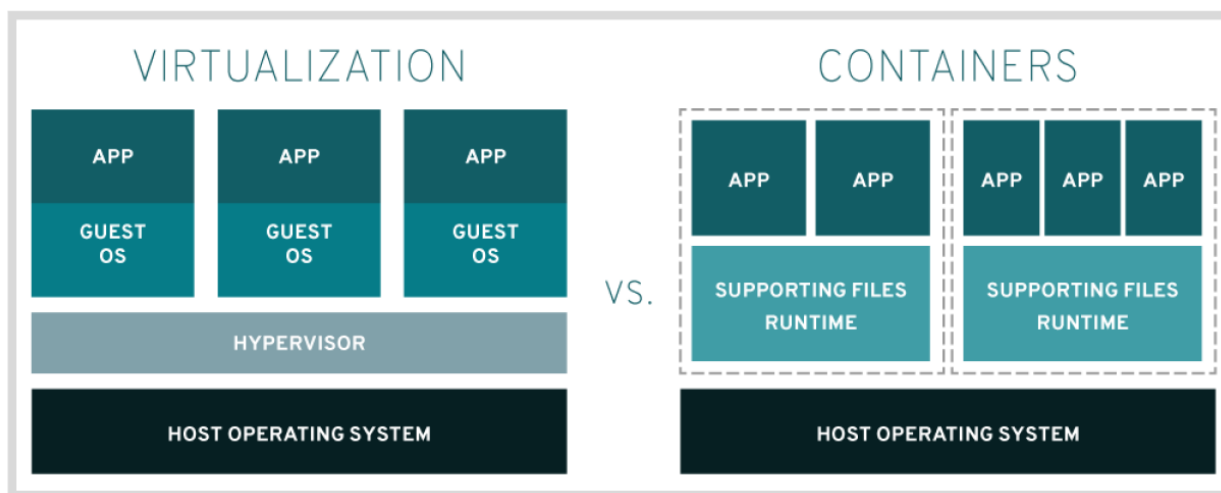 VIRTUALIZATION
APP
APP
APP
GUEST
OS
GUEST
OS
GUEST
OS
HYPERVISOR
HOST OPERATING SYSTEM
VS.
CONTAINERS
APP
APP
APP
APP
APP
SUPPORTING FILES
RUNTIME
SUPPORTING FILES
RUNTIME
HOST OPERATING SYSTEM